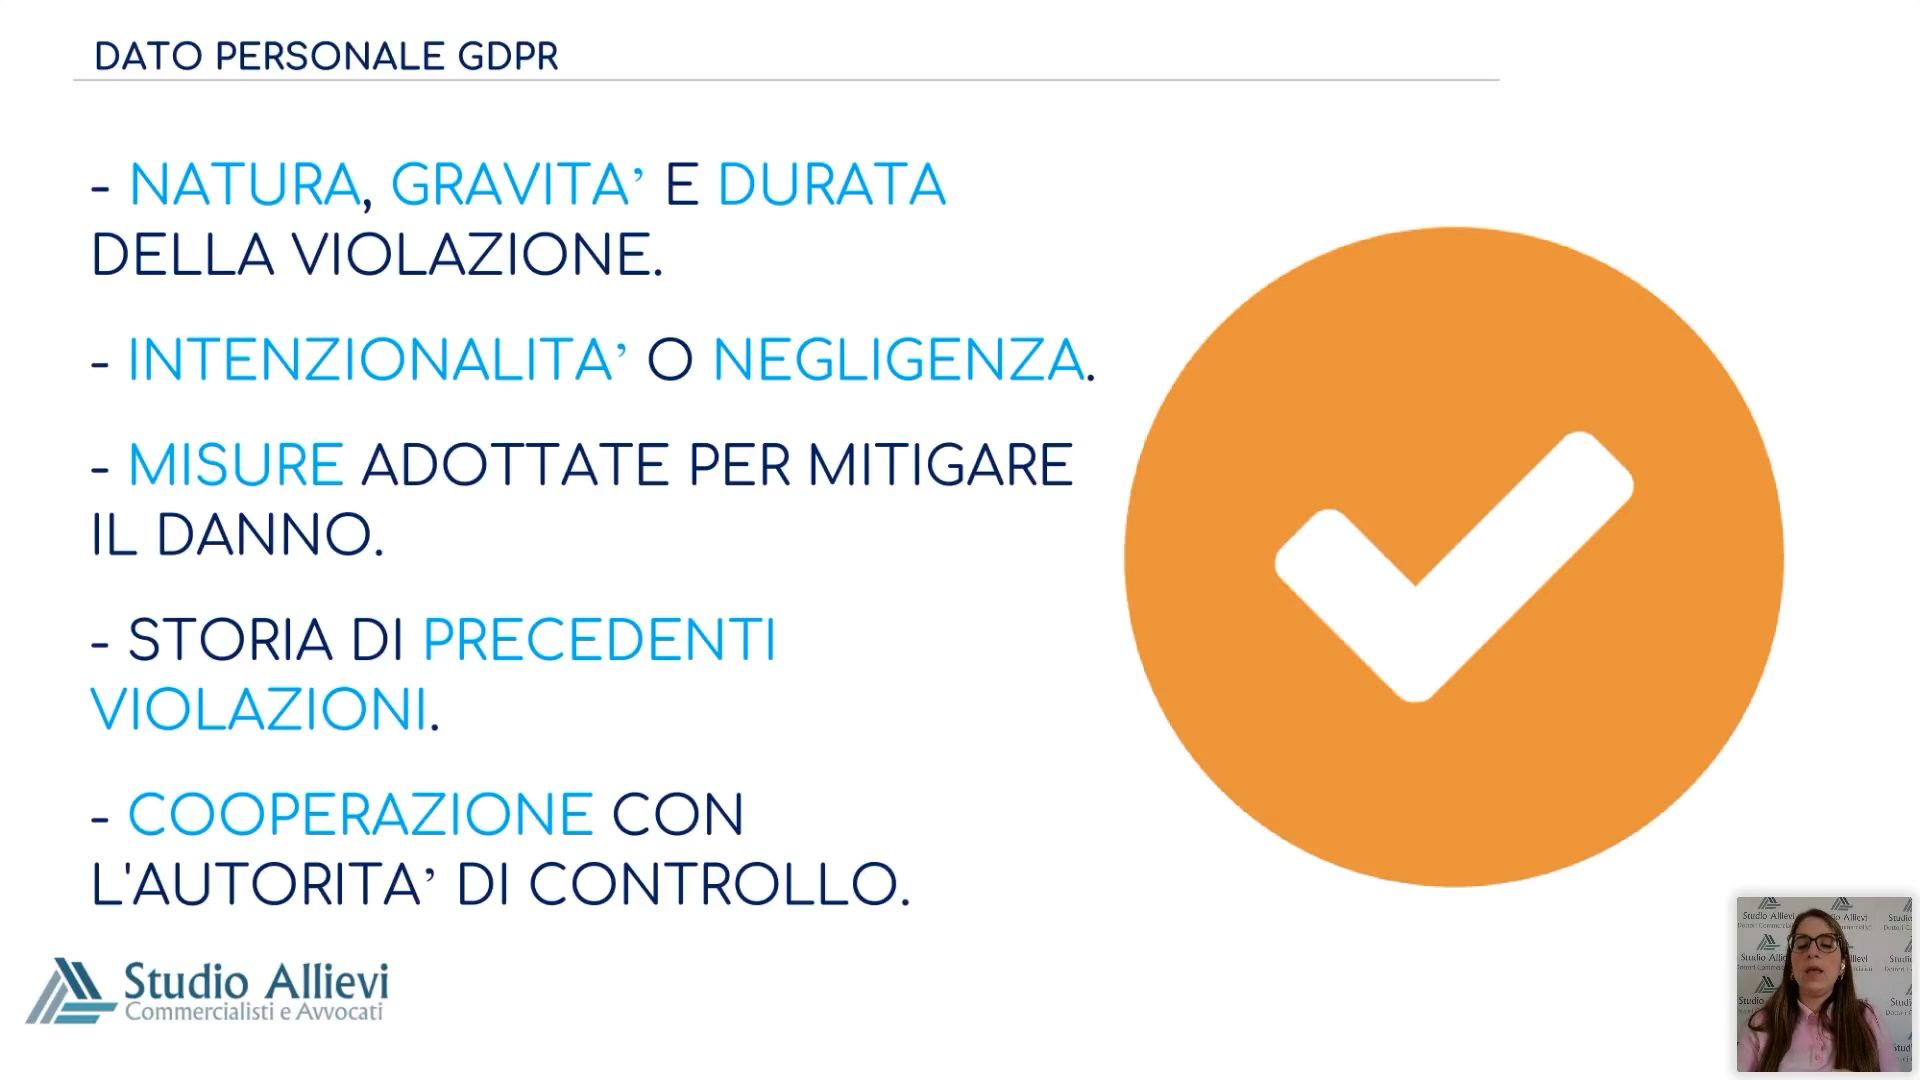 DATO PERSONALE GDPR
- NATURA, GRAVITA’ E DURATA
DELLA VIOLAZIONE.
- INTENZIONALITA’ O NEGLIGENZA.
- MISURE ADOTTATE PER MITIGARE
IL DANNO.
- STORIA DI PRECEDENTI
VIOLAZIONI.
- COOPERAZIONE CON
L'AUTORITA’ DI CONTROLLO.
Studio Allievi
Commercialisti e Avvocati